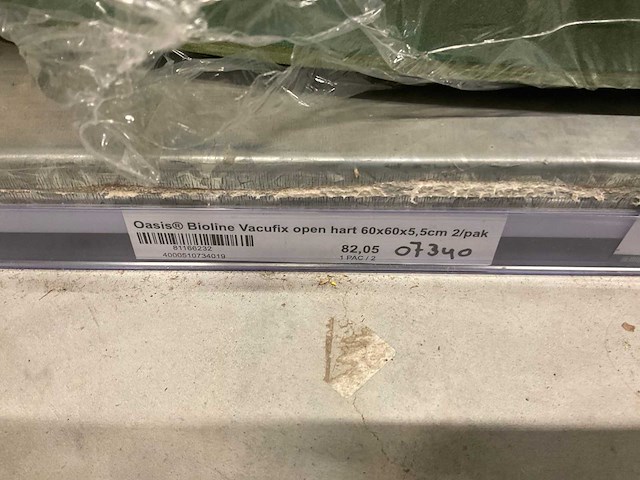 Oasis® Bioline Vacufix open hart 60x60x5,5cm 2/pak
81166232
4000510734019
82,05
1 PAC / 2
07340